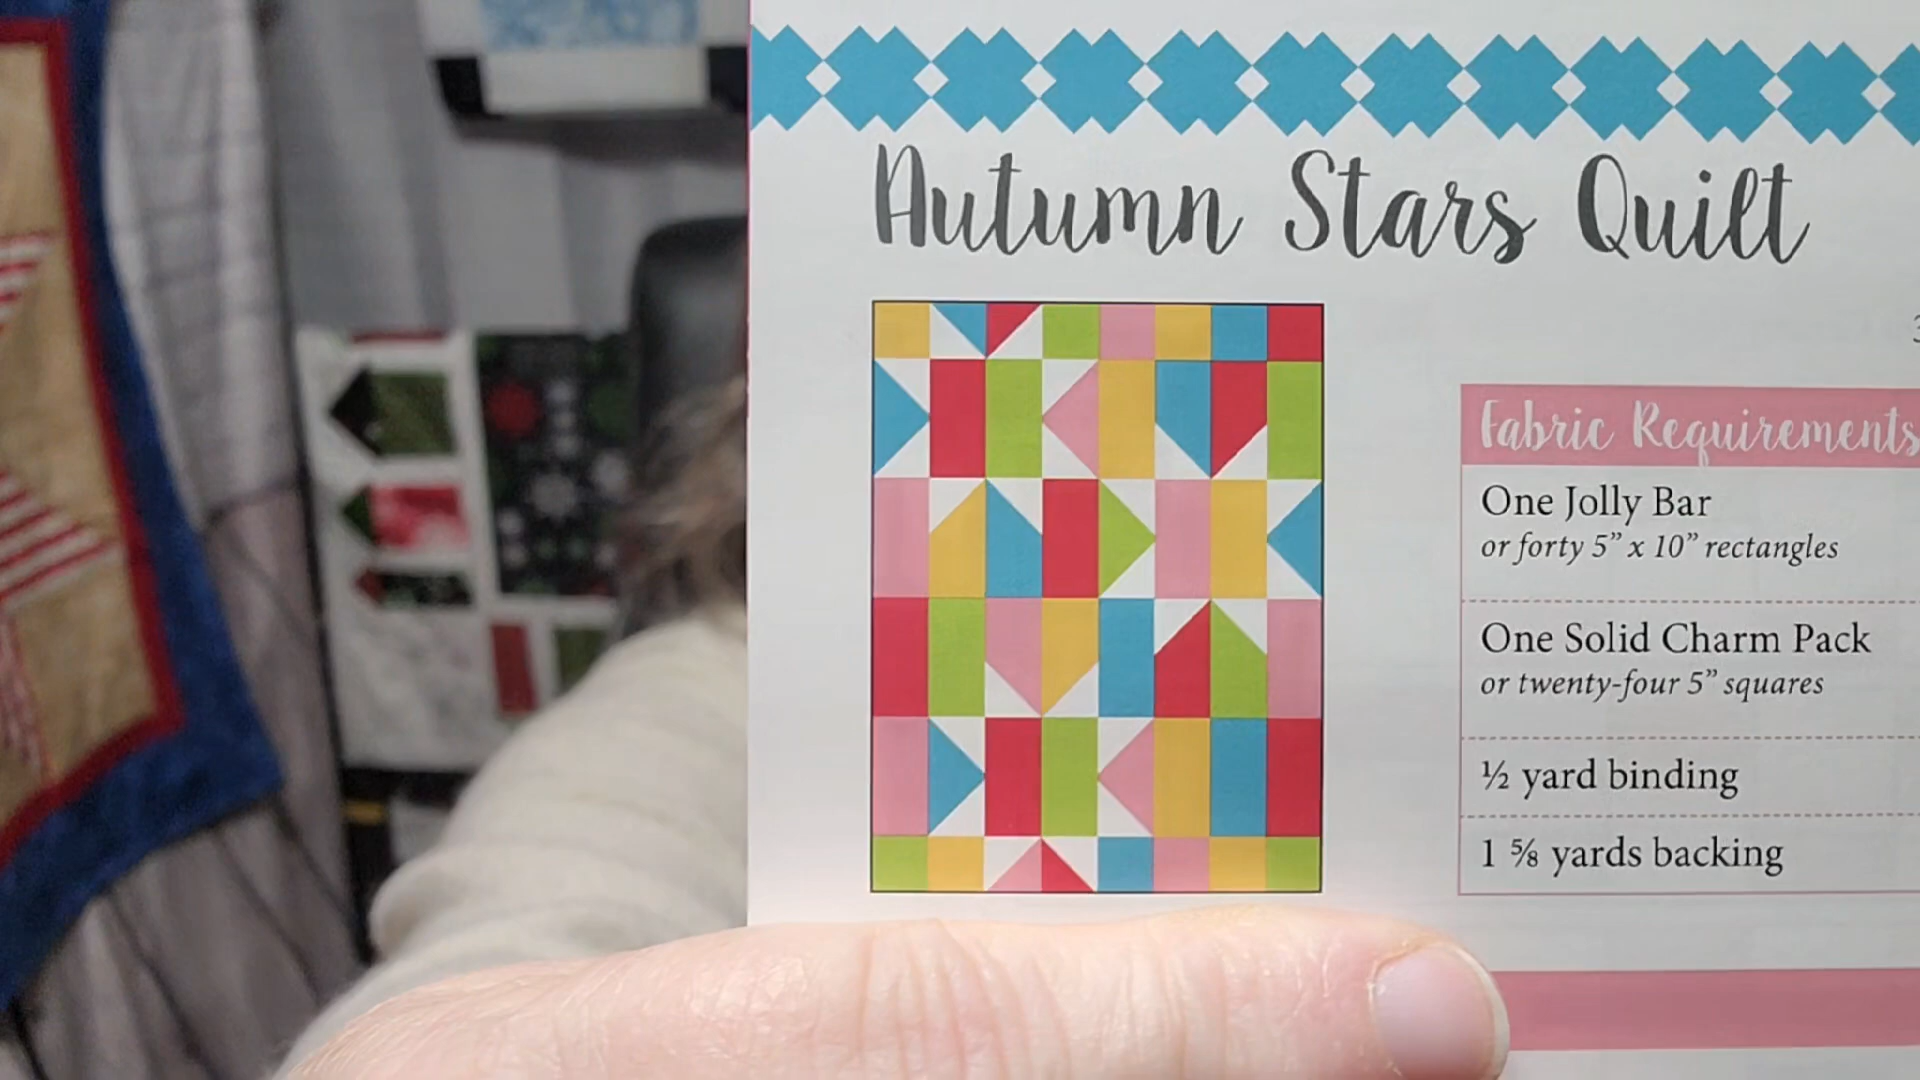 Autumn Stars Quilt
Fabric Requirements
One Jolly Bar
or forty 5” x 10” rectangles
One Solid Charm Pack
or twenty-four 5” squares
½ yard binding
1 ⅝ yards backing